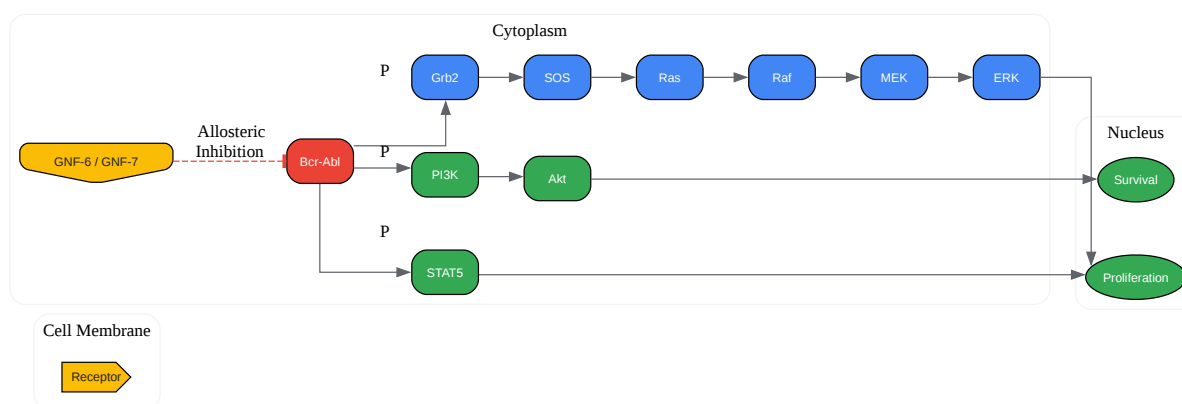 Cytoplasm
P
Grb2
SOS
Ras
Raf
MEK
ERK
Allosteric
Inhibition
GNF-6 / GNF-7
Bcr-Abl
P
PI3K
Akt
Nucleus
Survival
P
STAT5
Proliferation
Cell Membrane
Receptor